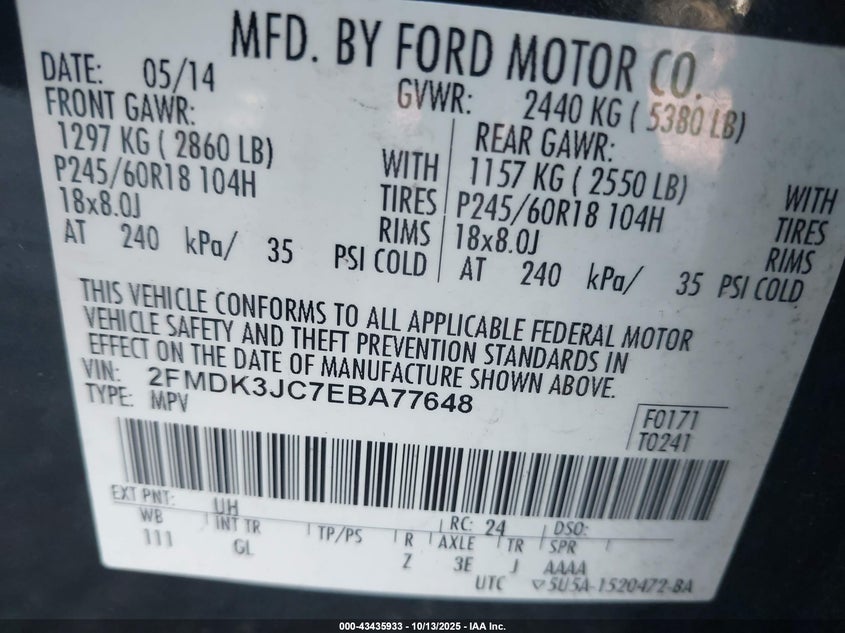 MFD. BY FORD MOTOR CO.
DATE: 05/14 GVWR: 2440 KG ( 5380 LB)
FRONT GAWR: REAR GAWR:
1297 KG ( 2860 LB) WITH 1157 KG ( 2550 LB) WITH
P245/60R18 104H TIRES P245/60R18 104H TIRES
18x8.0J RIMS 18x8.0J RIMS
AT 240 kPa/ 35 PSI COLD AT 240 kPa/ 35 PSI COLD
THIS VEHICLE CONFORMS TO ALL APPLICABLE FEDERAL MOTOR
VEHICLE SAFETY AND THEFT PREVENTION STANDARDS IN
EFFECT ON THE DATE OF MANUFACTURE SHOWN ABOVE.
VIN: 2FMDK3JC7EBA77648
TYPE: MPV
F0171
T0241
EXT PNT: UH RC: 24 DSO:
WB INT TR TP/PS R AXLE TR SPR
111 GL Z 3E J AAAA
UTC ▽5U5A-1520472-BA
000-43435933 - 10/13/2025 - IAA Inc.